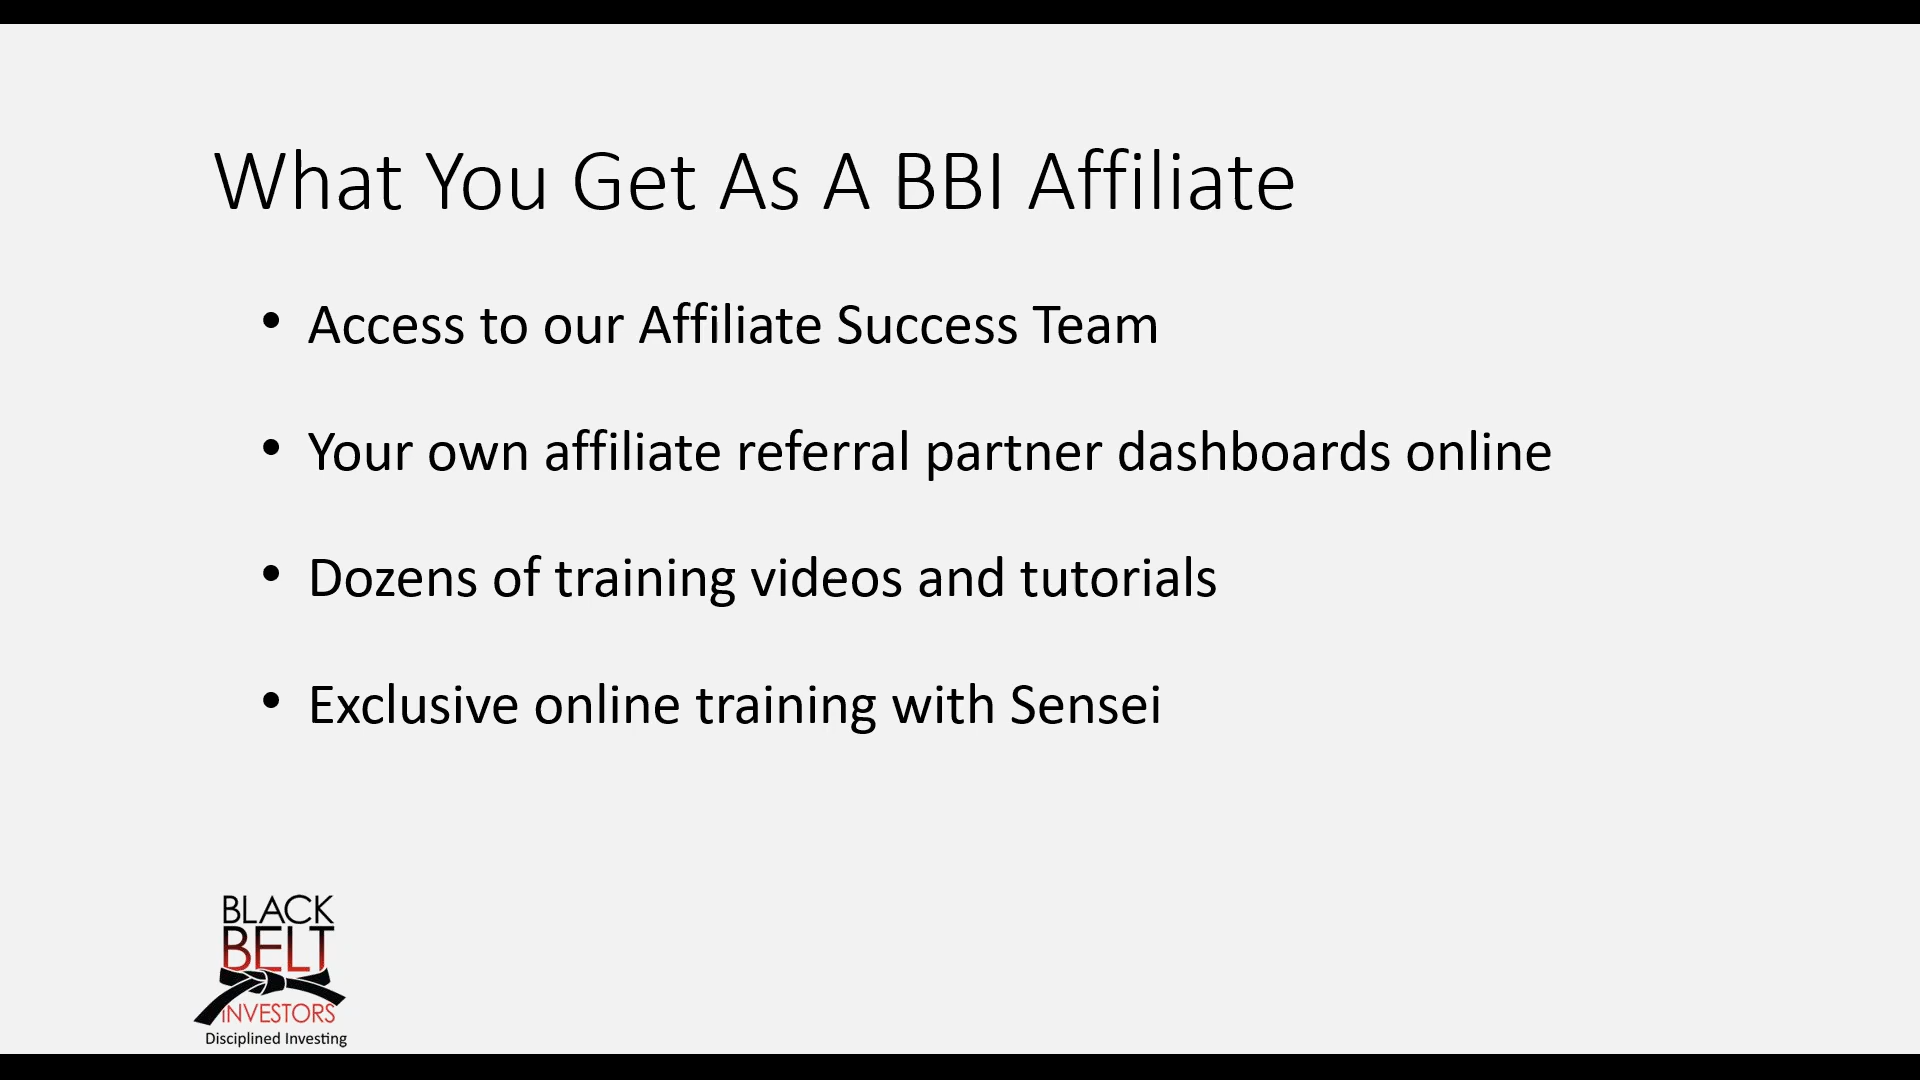 What You Get As A BBI Affiliate
• Access to our Affiliate Success Team
• Your own affiliate referral partner dashboards online
• Dozens of training videos and tutorials
• Exclusive online training with Sensei
BLACK
BELT
INVESTORS
Disciplined Investing